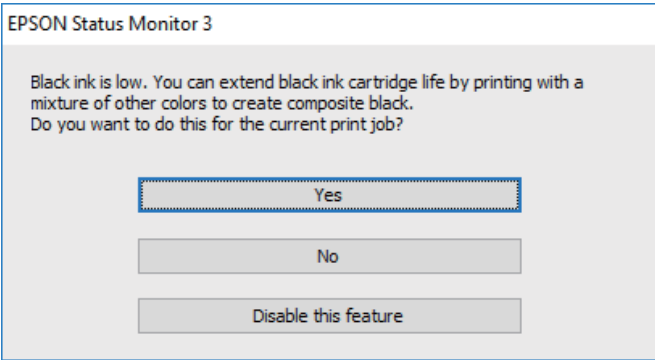 EPSON Status Monitor 3
Black ink is low. You can extend black ink cartridge life by printing with a
mixture of other colors to create composite black.
Do you want to do this for the current print job?
Yes
No
Disable this feature